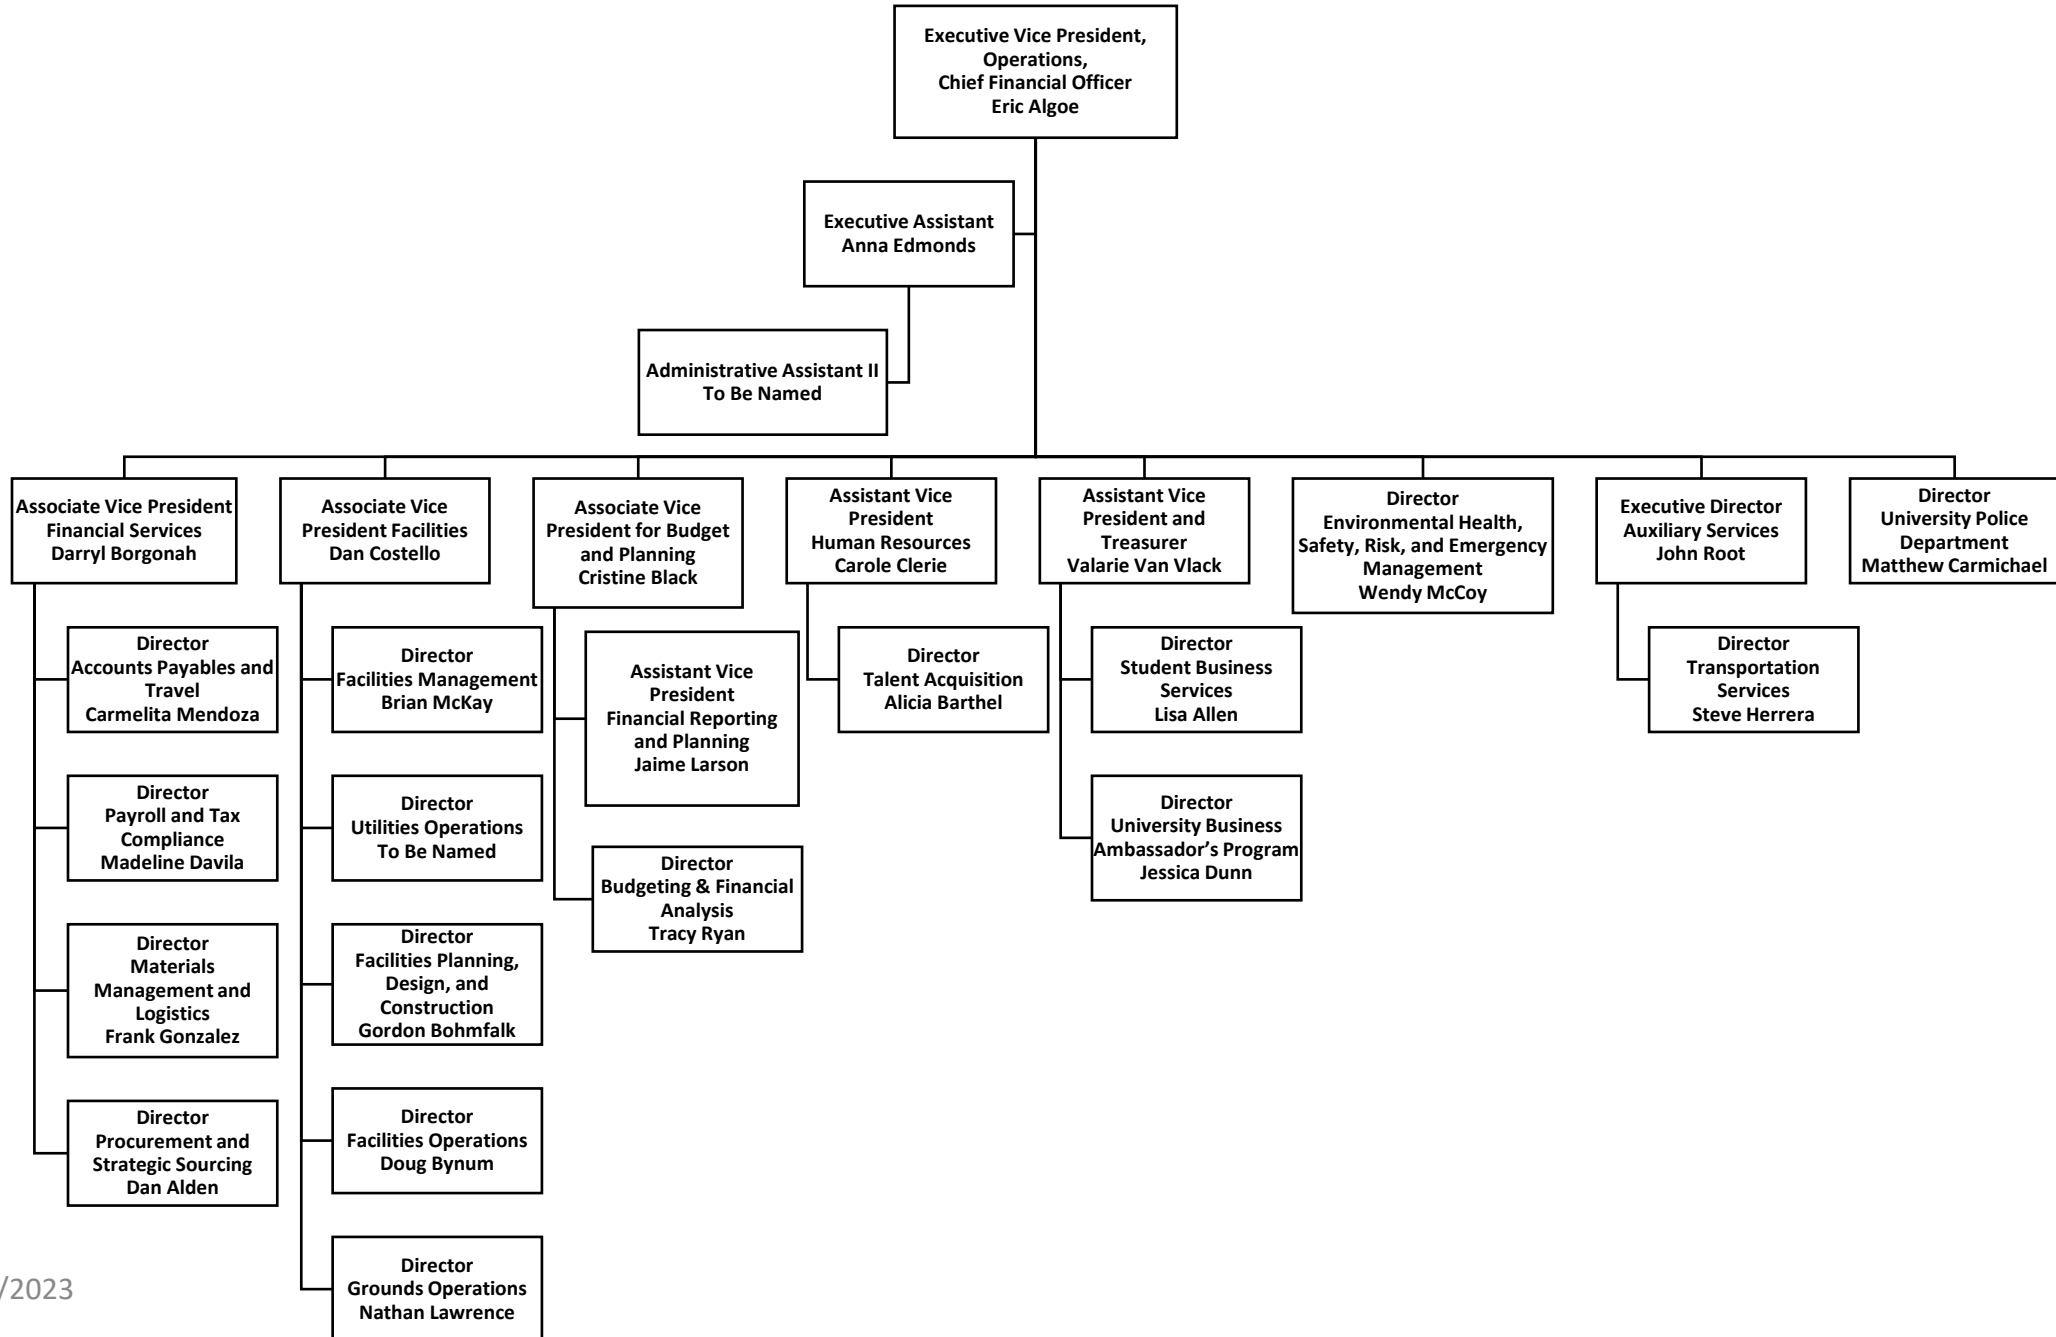 Executive Vice President,
Operations,
Chief Financial Officer
Eric Algoe
Executive Assistant
Anna Edmonds
Administrative Assistant II
To Be Named
Associate Vice President
Financial Services
Darryl Borgonah
Associate Vice
President Facilities
Dan Costello
Associate Vice
President for Budget
and Planning
Cristine Black
Assistant Vice
President
Human Resources
Carole Clerie
Assistant Vice
President and
Treasurer
Valarie Van Vlack
Director
Environmental Health,
Safety, Risk, and Emergency
Management
Wendy McCoy
Executive Director
Auxiliary Services
John Root
Director
University Police
Department
Matthew Carmichael
Director
Accounts Payables and
Travel
Carmelita Mendoza
Director
Facilities Management
Brian McKay
Assistant Vice
President
Financial Reporting
and Planning
Jaime Larson
Director
Talent Acquisition
Alicia Barthel
Director
Student Business
Services
Lisa Allen
Director
Transportation
Services
Steve Herrera
Director
Payroll and Tax
Compliance
Madeline Davila
Director
Utilities Operations
To Be Named
Director
Budgeting & Financial
Analysis
Tracy Ryan
Director
University Business
Ambassador’s Program
Jessica Dunn
Director
Materials
Management and
Logistics
Frank Gonzalez
Director
Facilities Planning,
Design, and
Construction
Gordon Bohmfalk
Director
Procurement and
Strategic Sourcing
Dan Alden
Director
Facilities Operations
Doug Bynum
Director
Grounds Operations
Nathan Lawrence
/2023